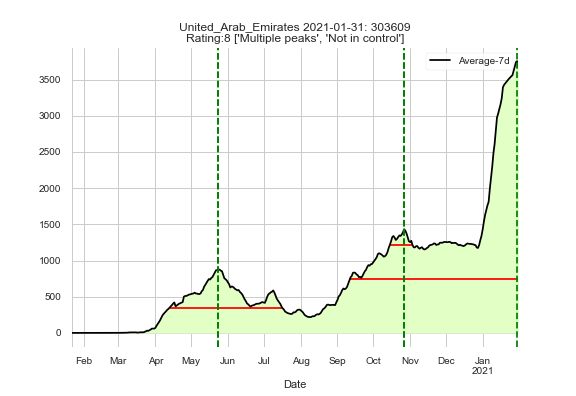 United_Arab_Emirates 2021-01-31: 303609
Rating:8 ['Multiple peaks', 'Not in control']
Average-7d
3500
3000
2500
2000
1500
1000
500
0
Feb Mar Apr May Jun Jul Aug Sep Oct Nov Dec Jan
2021
Date